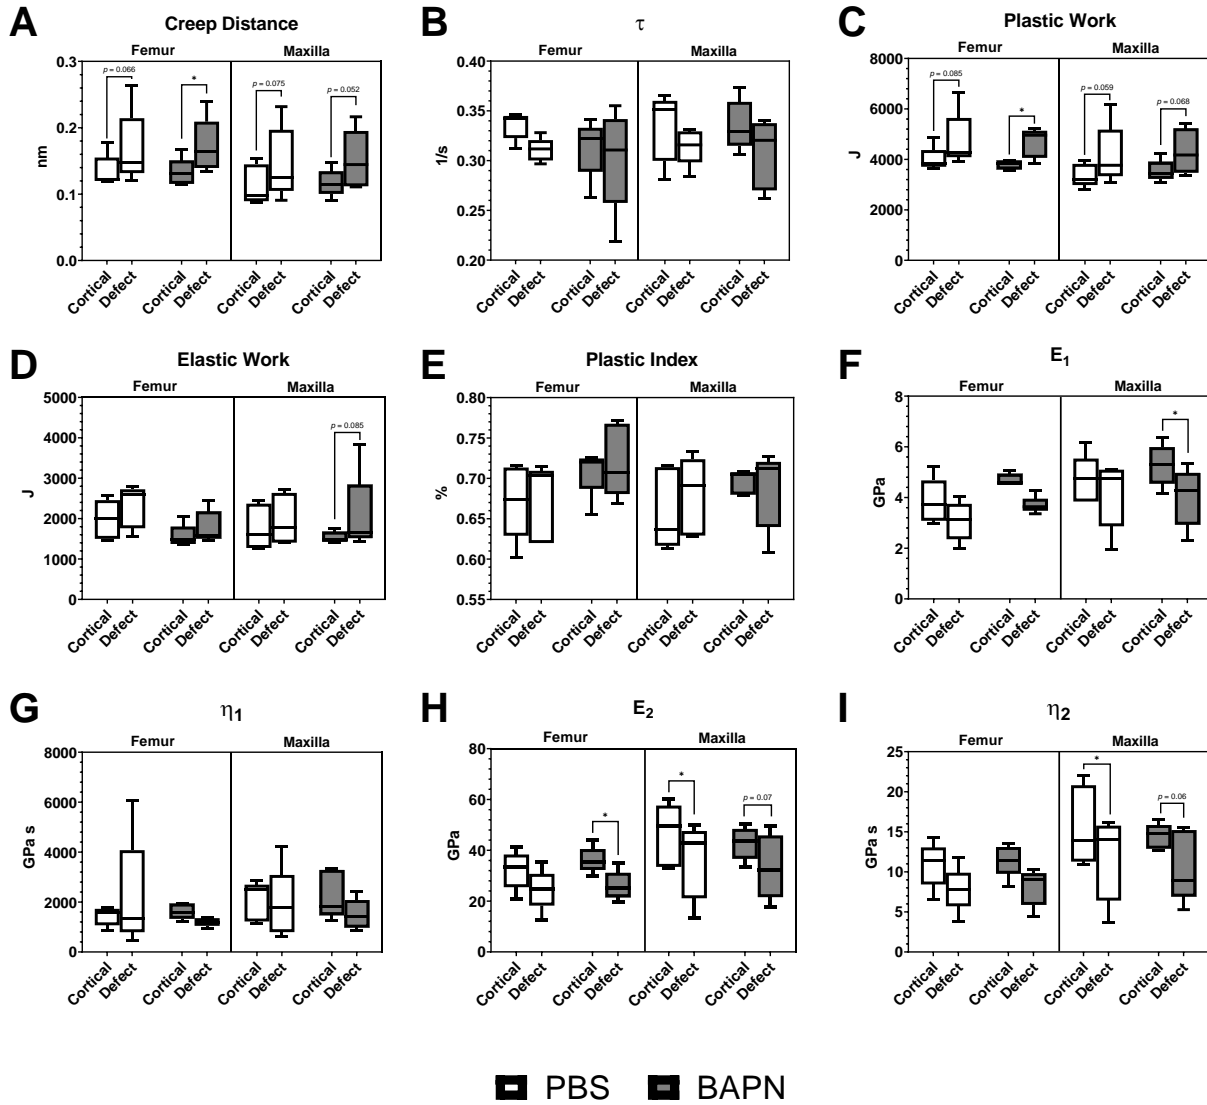 A Creep Distance
Femur Maxilla
0.3
0.2
0.1
0.0
nm
p = 0.066
*
p = 0.075
p = 0.052
Cortical Defect Cortical Defect Cortical Defect Cortical Defect
B τ
Femur Maxilla
0.40
0.35
0.30
0.25
0.20
1/s
Cortical Defect Cortical Defect Cortical Defect Cortical Defect
C Plastic Work
Femur Maxilla
8000
6000
4000
2000
0
J
p = 0.085
*
p = 0.059
p = 0.068
Cortical Defect Cortical Defect Cortical Defect Cortical Defect
D Elastic Work
Femur Maxilla
5000
4000
3000
2000
1000
0
J
p = 0.085
Cortical Defect Cortical Defect Cortical Defect Cortical Defect
E Plastic Index
Femur Maxilla
0.80
0.75
0.70
0.65
0.60
0.55
%
Cortical Defect Cortical Defect Cortical Defect Cortical Defect
F E1
Femur Maxilla
8
6
4
2
0
GPa
*
Cortical Defect Cortical Defect Cortical Defect Cortical Defect
G η1
Femur Maxilla
8000
6000
4000
2000
0
GPa s
Cortical Defect Cortical Defect Cortical Defect Cortical Defect
H E2
Femur Maxilla
80
60
40
20
0
GPa
*
*
p = 0.07
Cortical Defect Cortical Defect Cortical Defect Cortical Defect
I η2
Femur Maxilla
25
20
15
10
5
0
GPa s
*
p = 0.06
Cortical Defect Cortical Defect Cortical Defect Cortical Defect
PBS BAPN